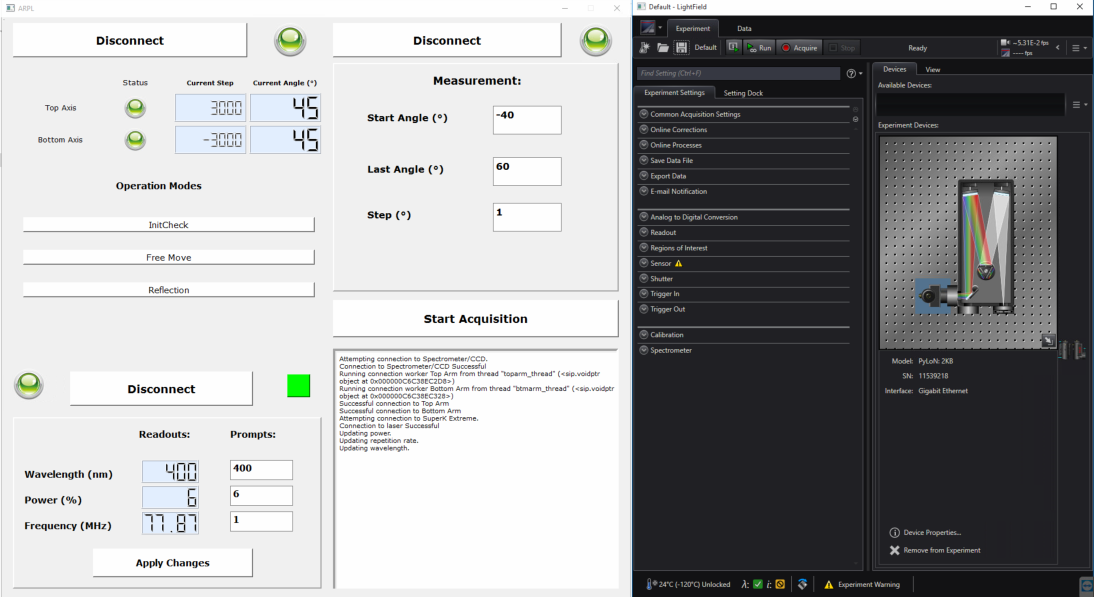 ARPL
Disconnect
Status
Current Step
Current Angle (°)
Top Axis
3000
45
Bottom Axis
-3000
45
Operation Modes
InitCheck
Free Move
Reflection
Disconnect
Readouts:
Prompts:
Wavelength (nm)
400
400
Power (%)
6
6
Frequency (MHz)
77.87
1
Apply Changes
Disconnect
Measurement:
Start Angle (°)
-40
Last Angle (°)
60
Step (°)
1
Start Acquisition
Attempting connection to Spectrometer/CCD.
Connection to Spectrometer/CCD Successful
Running connection worker Top Arm from thread "toparm_thread" (<sip.voidptr
object at 0x000000C6C38EC2D8>)
Running connection worker Bottom Arm from thread "btmarm_thread" (<sip.voidptr
object at 0x000000C6C38EC328>)
Successful connection to Top Arm
Successful connection to Bottom Arm
Attempting connection to SuperK Extreme.
Connection to laser Successful
Updating power.
Updating repetition rate.
Updating wavelength.
Default - LightField
Experiment
Data
Default
Run
Acquire
Stop
Ready
~5.31E-2 fps
----- fps
Find Setting (Ctrl+F)
Experiment Settings
Setting Dock
Common Acquisition Settings
Online Corrections
Online Processes
Save Data File
Export Data
E-mail Notification
Analog to Digital Conversion
Readout
Regions of Interest
Sensor
Shutter
Trigger In
Trigger Out
Calibration
Spectrometer
Devices
View
Available Devices:
Experiment Devices:
Model: PyLoN: 2KB
SN: 11539218
Interface: Gigabit Ethernet
Device Properties...
Remove from Experiment
24°C (-120°C) Unlocked
λ:
i:
Experiment Warning